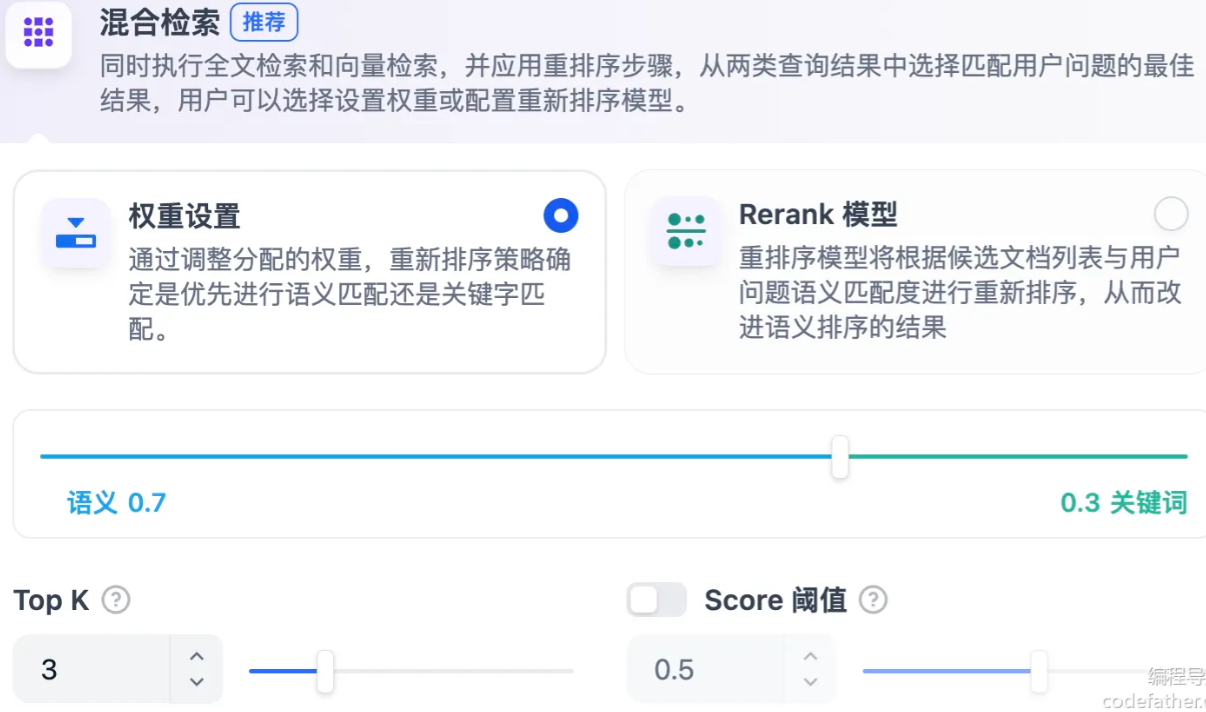 混合检索 推荐
同时执行全文检索和向量检索，并应用重排序步骤，从两类查询结果中选择匹配用户问题的最佳
结果，用户可以选择设置权重或配置重新排序模型。
权重设置
通过调整分配的权重，重新排序策略确
定是优先进行语义匹配还是关键字匹
配。
Rerank 模型
重排序模型将根据候选文档列表与用户
问题语义匹配度进行重新排序，从而改
进语义排序的结果
语义 0.7
0.3 关键词
Top K ?
Score 阈值 ?
3
0.5
编程导
codefather.